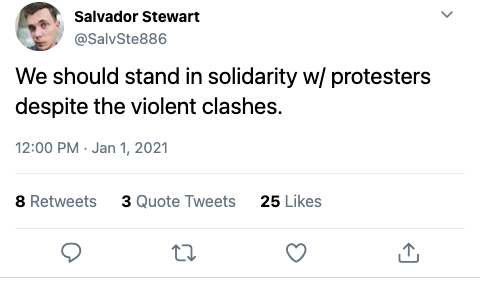 Salvador Stewart
@SalvSte886
We should stand in solidarity w/ protesters
despite the violent clashes.
12:00 PM · Jan 1, 2021
8 Retweets 3 Quote Tweets 25 Likes